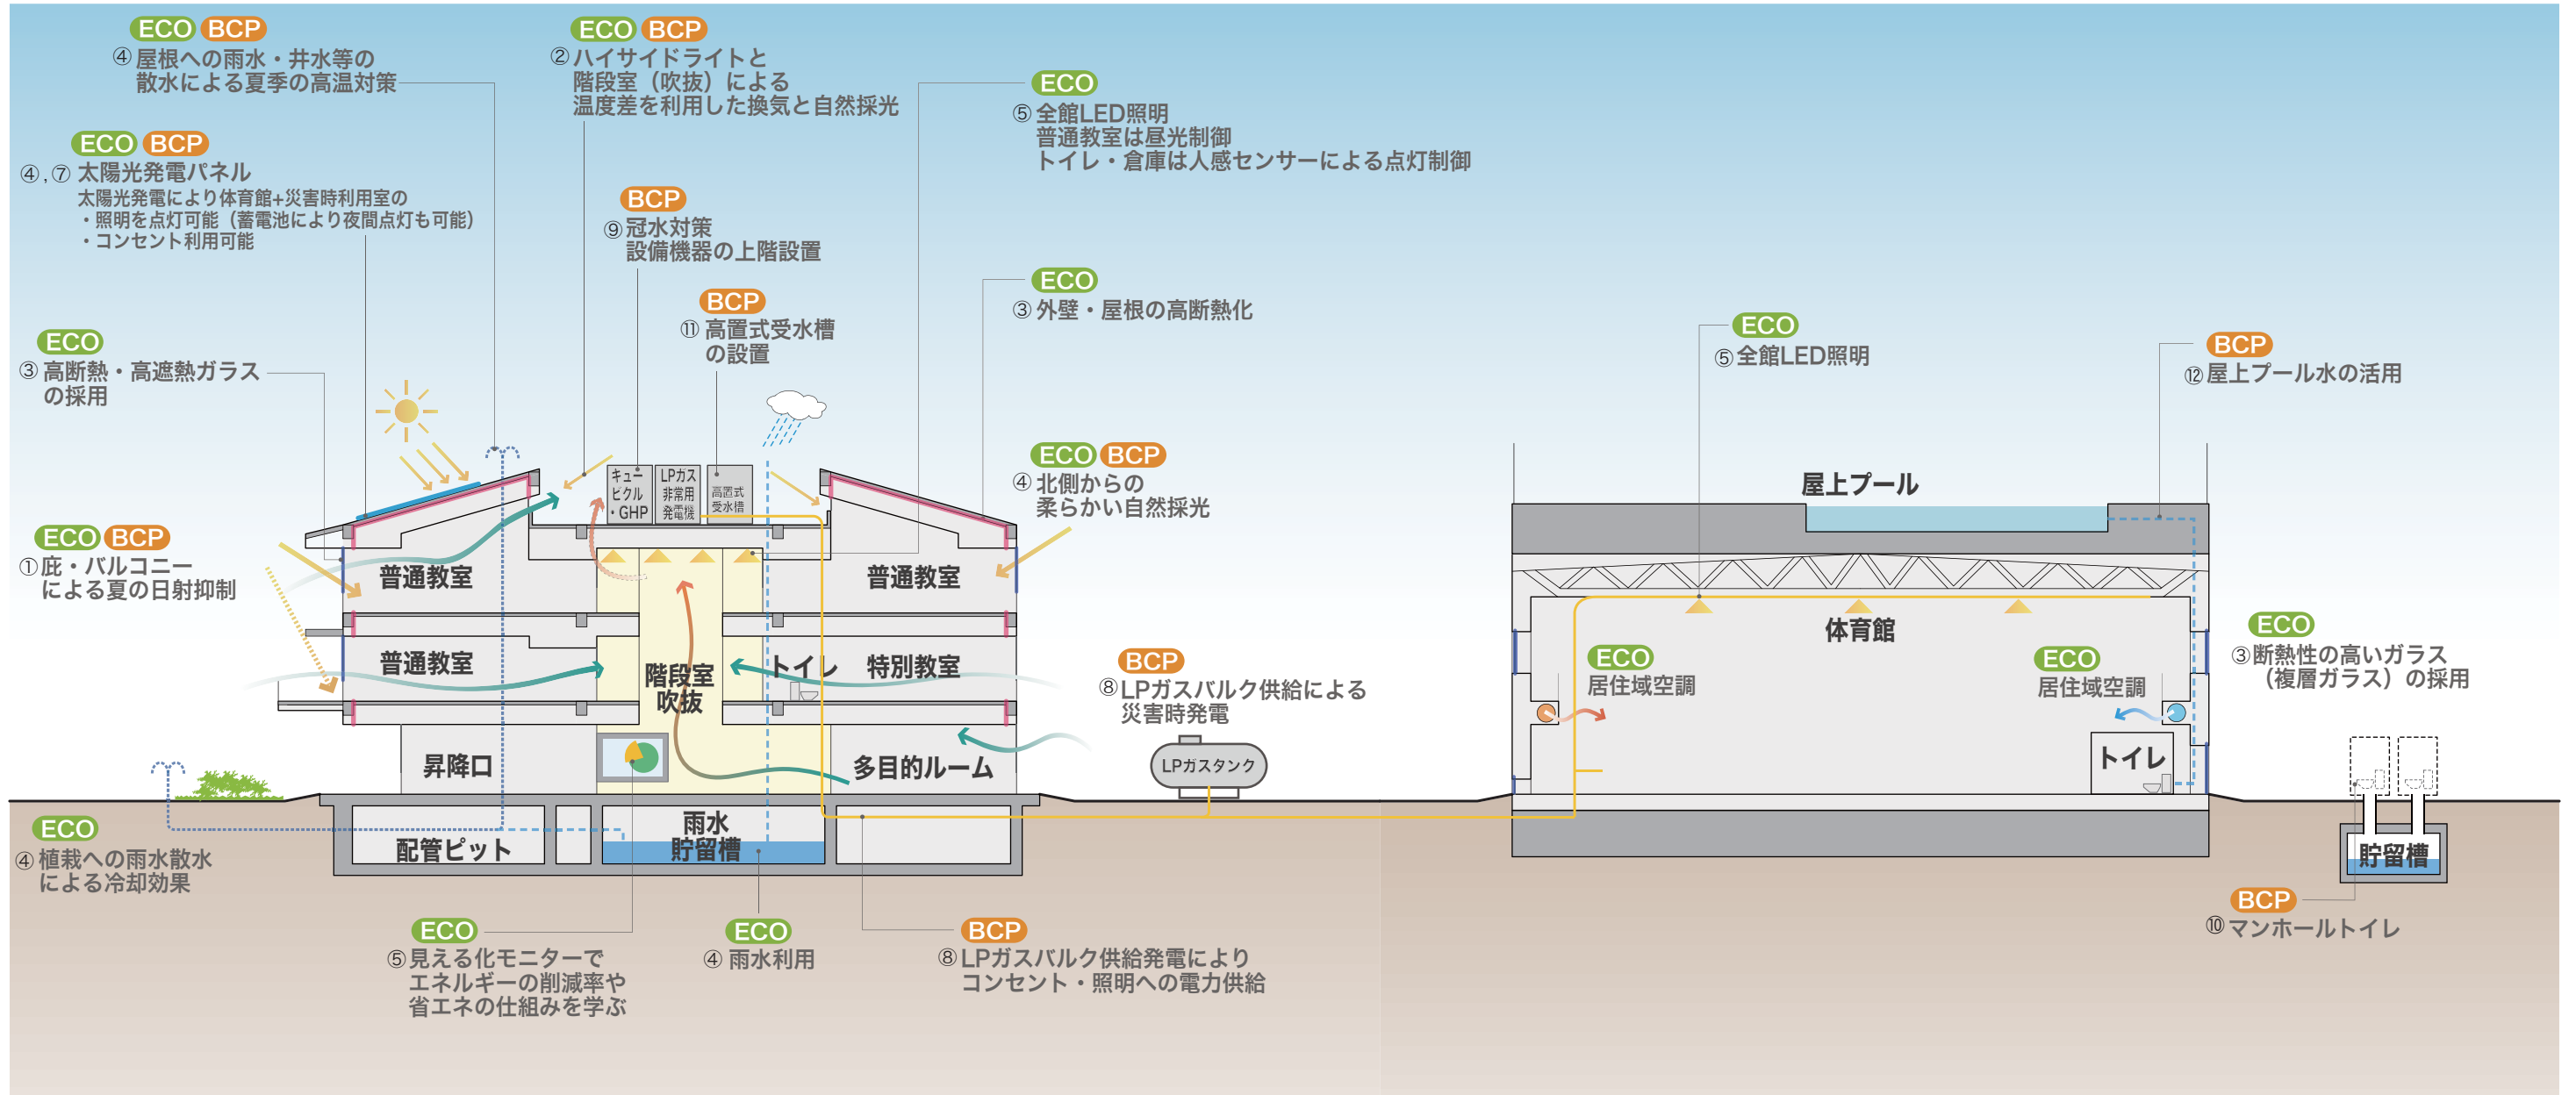 ECO BCP
④ 屋根への雨水・井水等の
散水による夏季の高温対策
ECO BCP
② ハイサイドライトと
階段室（吹抜）による
温度差を利用した換気と自然採光
ECO
⑤ 全館LED照明
普通教室は昼光制御
トイレ・倉庫は人感センサーによる点灯制御
ECO BCP
④,⑦ 太陽光発電パネル
太陽光発電により体育館+災害時利用室の
・照明を点灯可能（蓄電池により夜間点灯も可能）
・コンセント利用可能
BCP
⑨ 冠水対策
設備機器の上階設置
BCP
⑪ 高置式受水槽
の設置
ECO
③ 外壁・屋根の高断熱化
ECO
③ 高断熱・高遮熱ガラス
の採用
ECO
⑤ 全館LED照明
BCP
⑫ 屋上プール水の活用
ECO BCP
④ 北側からの
柔らかい自然採光
ECO BCP
① 庇・バルコニー
による夏の日射抑制
キュー
ビクル
・GHP
LPガス
非常用
発電機
高置式
受水槽
普通教室
普通教室
普通教室
階段室
吹抜
トイレ
特別教室
昇降口
多目的ルーム
配管ピット
雨水
貯留槽
BCP
⑧ LPガスバルク供給による
災害時発電
LPガスタンク
屋上プール
体育館
ECO
居住域空調
ECO
居住域空調
トイレ
ECO
③ 断熱性の高いガラス
（複層ガラス）の採用
貯留槽
BCP
⑩ マンホールトイレ
ECO
④ 植栽への雨水散水
による冷却効果
ECO
⑤ 見える化モニターで
エネルギーの削減率や
省エネの仕組みを学ぶ
ECO
④ 雨水利用
BCP
⑧ LPガスバルク供給発電により
コンセント・照明への電力供給